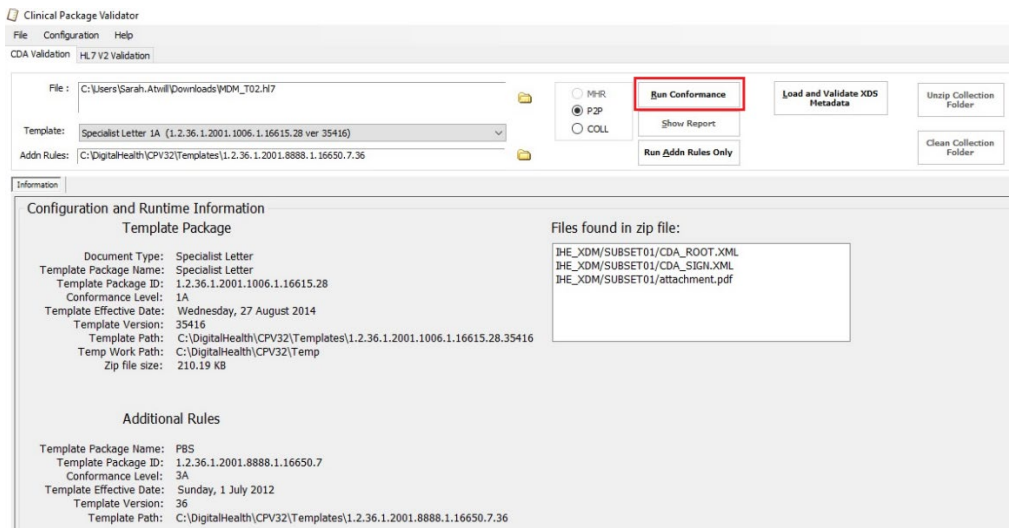 Clinical Package Validator
File Configuration Help
CDA Validation HL7 V2 Validation
File : C:\Users\Sarah.Atwill\Downloads\MDM_T02.hl7
MHR
P2P
COLL
Run Conformance
Show Report
Run Addn Rules Only
Load and Validate XDS
Metadata
Unzip Collection
Folder
Clean Collection
Folder
Template: Specialist Letter 1A (1.2.36.1.2001.1006.1.16615.28 ver 35416)
Addn Rules: C:\DigitalHealth\CPV32\Templates\1.2.36.1.2001.8888.1.16650.7.36
Information
Configuration and Runtime Information
Template Package
Document Type: Specialist Letter
Template Package Name: Specialist Letter
Template Package ID: 1.2.36.1.2001.1006.1.16615.28
Conformance Level: 1A
Template Effective Date: Wednesday, 27 August 2014
Template Version: 35416
Template Path: C:\DigitalHealth\CPV32\Templates\1.2.36.1.2001.1006.1.16615.28.35416
Temp Work Path: C:\DigitalHealth\CPV32\Temp
Zip file size: 210.19 KB
Files found in zip file:
IHE_XDM/SUBSET01/CDA_ROOT.XML
IHE_XDM/SUBSET01/CDA_SIGN.XML
IHE_XDM/SUBSET01/attachment.pdf
Additional Rules
Template Package Name: PBS
Template Package ID: 1.2.36.1.2001.8888.1.16650.7
Conformance Level: 3A
Template Effective Date: Sunday, 1 July 2012
Template Version: 36
Template Path: C:\DigitalHealth\CPV32\Templates\1.2.36.1.2001.8888.1.16650.7.36